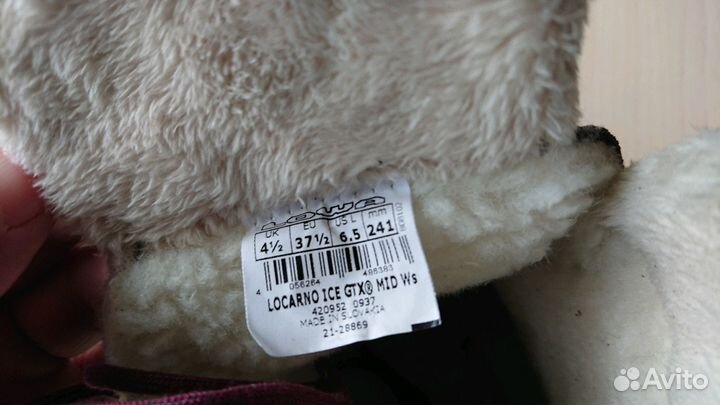 LOWA
UK EU US L mm
4½ 37½ 6.5 241
4 056264 486383
LOCARNO ICE GTX® MID Ws
420952 0937
MADE IN SLOVAKIA
21-28869
Avito